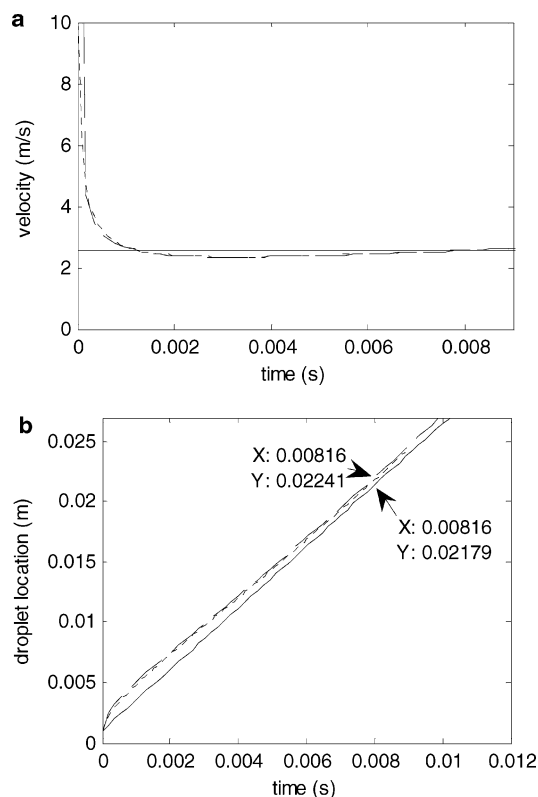 a
10
8
6
4
2
0
velocity (m/s)
0 0.002 0.004 0.006 0.008
time (s)
b
0.025
0.02
0.015
0.01
0.005
0
droplet location (m)
X: 0.00816
Y: 0.02241
X: 0.00816
Y: 0.02179
0 0.002 0.004 0.006 0.008 0.01 0.012
time (s)